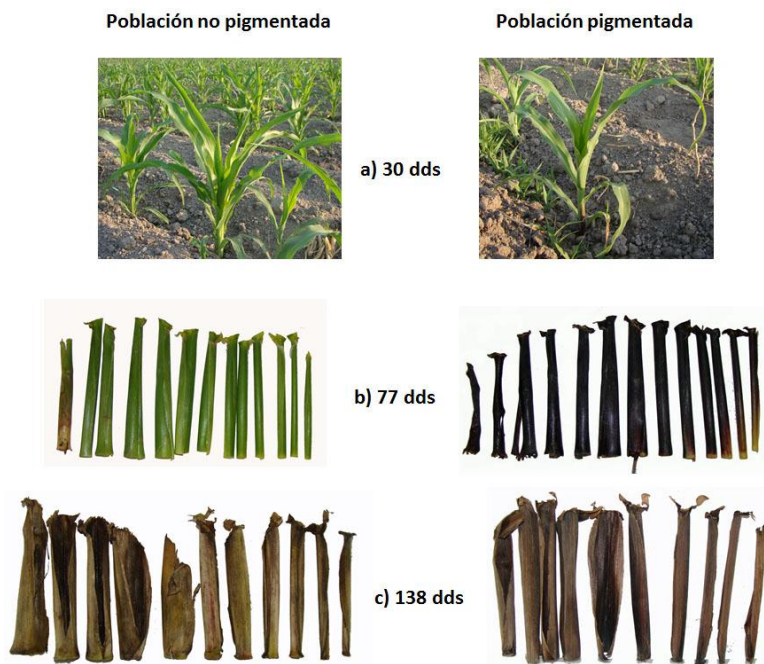 Población no pigmentada
Población pigmentada
a) 30 dds
b) 77 dds
c) 138 dds